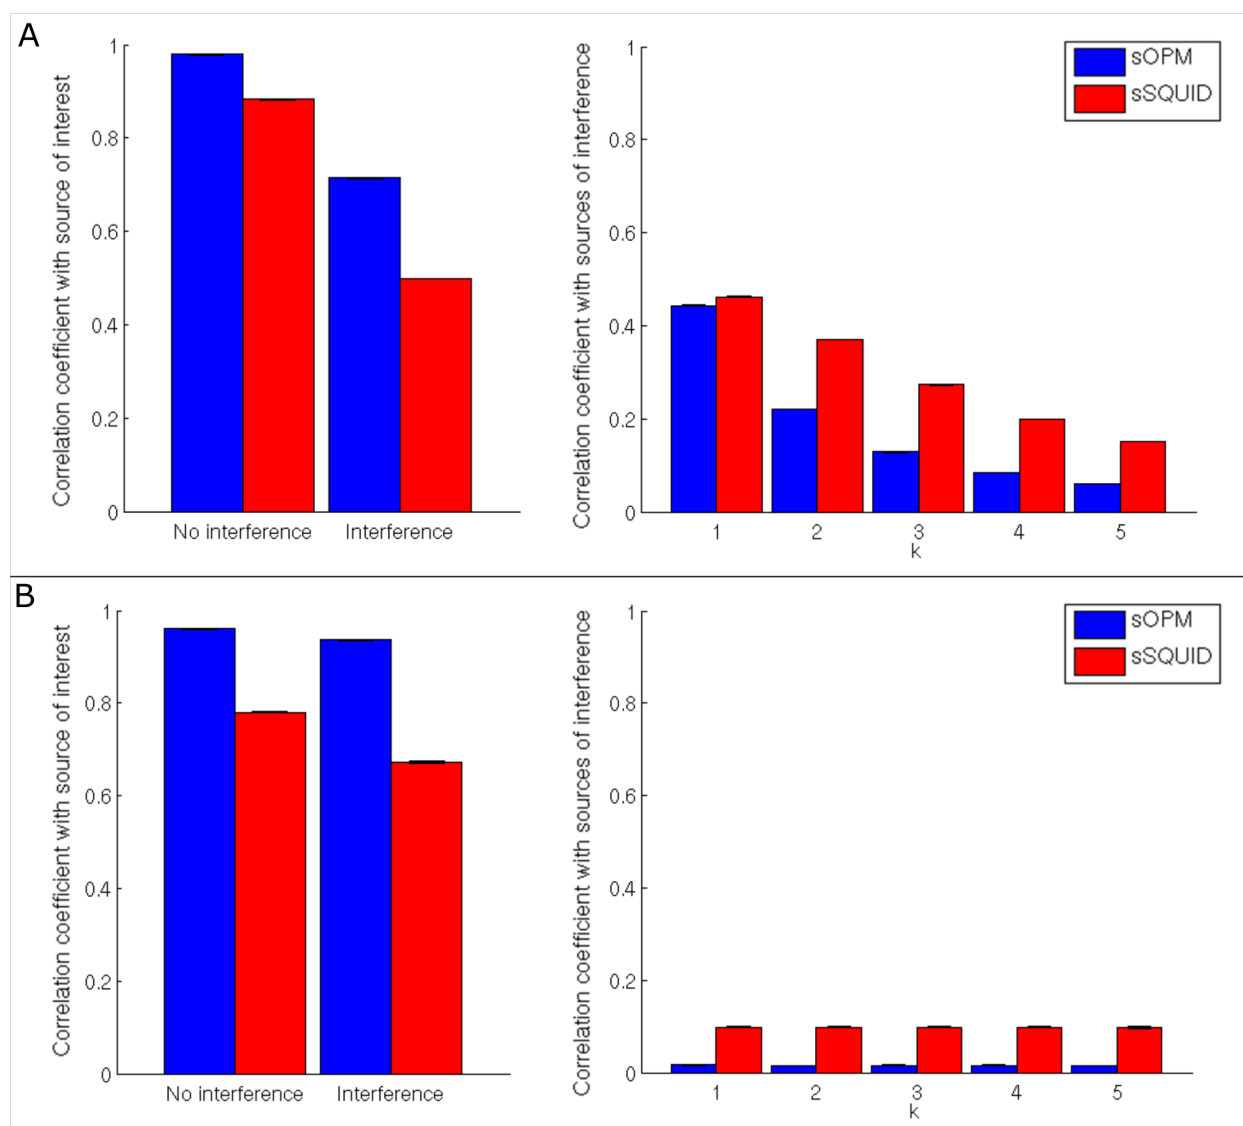 A
Correlation coefficient with source of interest
1
0.8
0.6
0.4
0.2
0
No interference Interference
Correlation coefficient with sources of interference
1
0.8
0.6
0.4
0.2
0
1 2 3 4 5
k
sOPM
sSQUID
B
Correlation coefficient with source of interest
1
0.8
0.6
0.4
0.2
0
No interference Interference
Correlation coefficient with sources of interference
1
0.8
0.6
0.4
0.2
0
1 2 3 4 5
k
sOPM
sSQUID